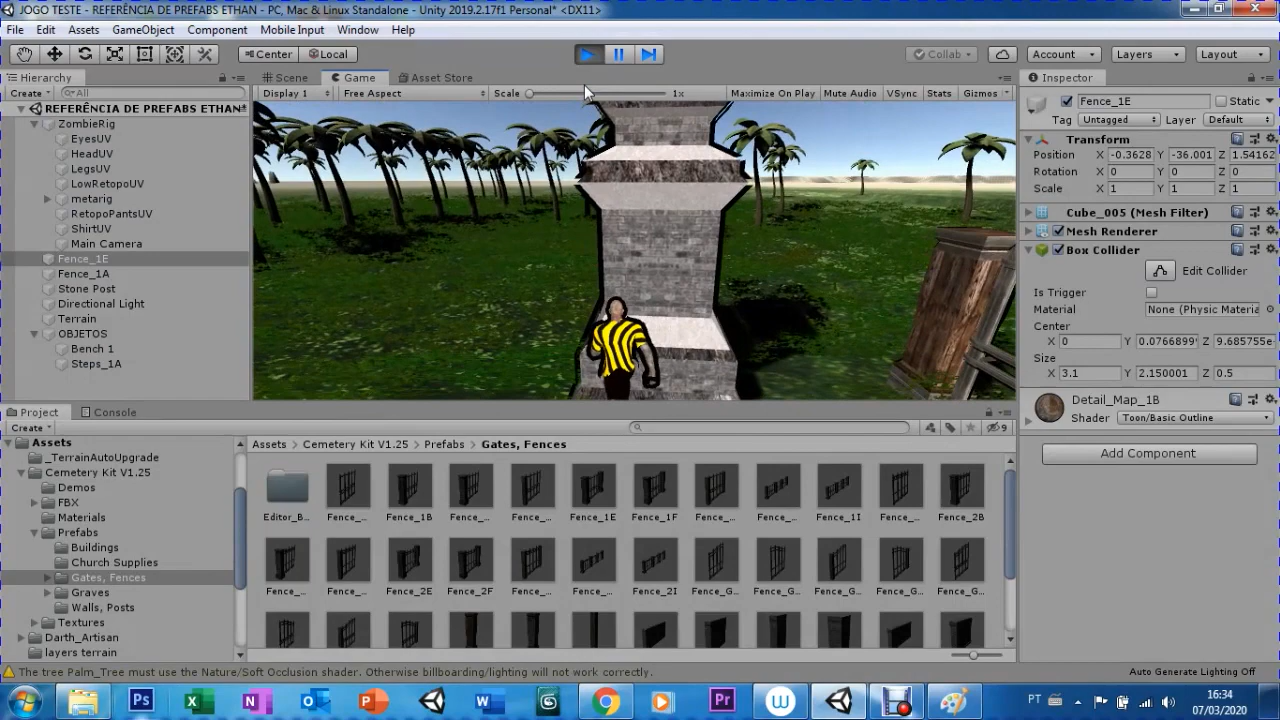 JOGO TESTE - REFERÊNCIA DE PREFABS ETHAN - PC, Mac & Linux Standalone - Unity 2019.2.17f1 Personal* <DX11>
File Edit Assets GameObject Component Mobile Input Window Help
Center Local Collab Account Layers Layout
Hierarchy Scene Game Asset Store Inspector
Create All Display 1 Free Aspect Scale 1x Maximize On Play Mute Audio VSync Stats Gizmos
Fence_1E Static
Tag Untagged Layer Default
REFERÊNCIA DE PREFABS ETHAN*
ZombieRig
EyesUV
HeadUV
LegsUV
LowRetopoUV
metarig
RetopoPantsUV
ShirtUV
Main Camera
Fence_1E
Fence_1A
Stone Post
Directional Light
Terrain
OBJETOS
Bench 1
Steps_1A
Transform
Position X -0.3628 Y -36.001 Z 1.54162
Rotation X 0 Y 0 Z 0
Scale X 1 Y 1 Z 1
Cube_005 (Mesh Filter)
Mesh Renderer
Box Collider
Edit Collider
Is Trigger
Material None (Physic Materia
Center
X 0 Y 0.0766899 Z 9.685755e
Size
X 3.1 Y 2.150001 Z 0.5
Detail_Map_1B
Shader Toon/Basic Outline
Add Component
Project Console
Create
Assets
_TerrainAutoUpgrade
Cemetery Kit V1.25
Demos
FBX
Materials
Prefabs
Buildings
Church Supplies
Gates, Fences
Graves
Walls, Posts
Textures
Darth_Artisan
layers terrain
9
Assets Cemetery Kit V1.25 Prefabs Gates, Fences
Editor_B... Fence_... Fence_1B Fence_... Fence_... Fence_1E Fence_1F Fence_... Fence_... Fence_1I Fence_... Fence_2B
Fence_... Fence_... Fence_2E Fence_2F Fence_... Fence_2I Fence_G... Fence_G... Fence_G... Fence_G... Fence_G...
The tree Palm_Tree must use the Nature/Soft Occlusion shader. Otherwise billboarding/lighting will not work correctly.
Auto Generate Lighting Off
Ps X N O P W S W Pr
PT
16:34
07/03/2020